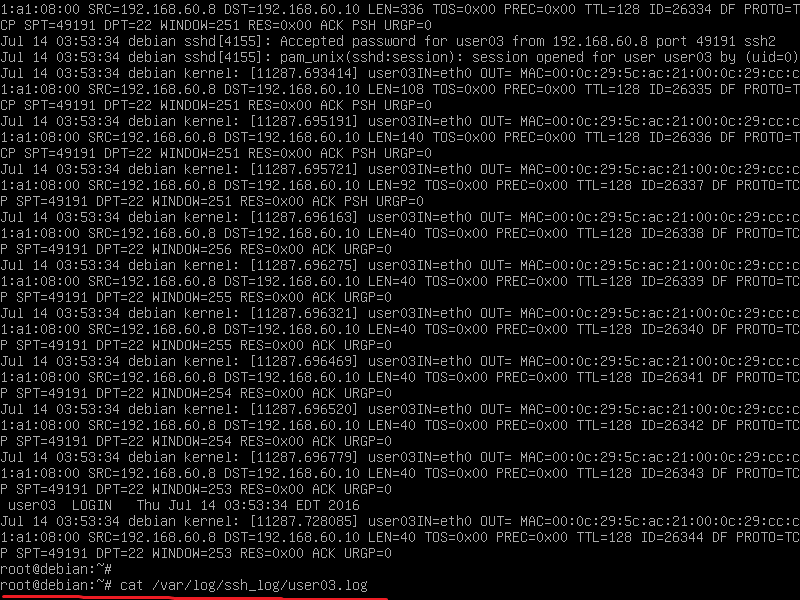 1:a1:08:00 SRC=192.168.60.8 DST=192.168.60.10 LEN=336 TOS=0x00 PREC=0x00 TTL=128 ID=26334 DF PROTO=T
CP SPT=49191 DPT=22 WINDOW=251 RES=0x00 ACK PSH URGP=0
Jul 14 03:53:34 debian sshd[4155]: Accepted password for user03 from 192.168.60.8 port 49191 ssh2
Jul 14 03:53:34 debian sshd[4155]: pam_unix(sshd:session): session opened for user user03 by (uid=0)
Jul 14 03:53:34 debian kernel: [11287.693414] user03IN=eth0 OUT= MAC=00:0c:29:5c:ac:21:00:0c:29:cc:c
1:a1:08:00 SRC=192.168.60.8 DST=192.168.60.10 LEN=108 TOS=0x00 PREC=0x00 TTL=128 ID=26335 DF PROTO=T
CP SPT=49191 DPT=22 WINDOW=251 RES=0x00 ACK PSH URGP=0
Jul 14 03:53:34 debian kernel: [11287.695191] user03IN=eth0 OUT= MAC=00:0c:29:5c:ac:21:00:0c:29:cc:c
1:a1:08:00 SRC=192.168.60.8 DST=192.168.60.10 LEN=140 TOS=0x00 PREC=0x00 TTL=128 ID=26336 DF PROTO=T
CP SPT=49191 DPT=22 WINDOW=251 RES=0x00 ACK PSH URGP=0
Jul 14 03:53:34 debian kernel: [11287.695721] user03IN=eth0 OUT= MAC=00:0c:29:5c:ac:21:00:0c:29:cc:c
1:a1:08:00 SRC=192.168.60.8 DST=192.168.60.10 LEN=92 TOS=0x00 PREC=0x00 TTL=128 ID=26337 DF PROTO=TC
P SPT=49191 DPT=22 WINDOW=251 RES=0x00 ACK PSH URGP=0
Jul 14 03:53:34 debian kernel: [11287.696163] user03IN=eth0 OUT= MAC=00:0c:29:5c:ac:21:00:0c:29:cc:c
1:a1:08:00 SRC=192.168.60.8 DST=192.168.60.10 LEN=40 TOS=0x00 PREC=0x00 TTL=128 ID=26338 DF PROTO=TC
P SPT=49191 DPT=22 WINDOW=256 RES=0x00 ACK URGP=0
Jul 14 03:53:34 debian kernel: [11287.696275] user03IN=eth0 OUT= MAC=00:0c:29:5c:ac:21:00:0c:29:cc:c
1:a1:08:00 SRC=192.168.60.8 DST=192.168.60.10 LEN=40 TOS=0x00 PREC=0x00 TTL=128 ID=26339 DF PROTO=TC
P SPT=49191 DPT=22 WINDOW=255 RES=0x00 ACK URGP=0
Jul 14 03:53:34 debian kernel: [11287.696321] user03IN=eth0 OUT= MAC=00:0c:29:5c:ac:21:00:0c:29:cc:c
1:a1:08:00 SRC=192.168.60.8 DST=192.168.60.10 LEN=40 TOS=0x00 PREC=0x00 TTL=128 ID=26340 DF PROTO=TC
P SPT=49191 DPT=22 WINDOW=255 RES=0x00 ACK URGP=0
Jul 14 03:53:34 debian kernel: [11287.696469] user03IN=eth0 OUT= MAC=00:0c:29:5c:ac:21:00:0c:29:cc:c
1:a1:08:00 SRC=192.168.60.8 DST=192.168.60.10 LEN=40 TOS=0x00 PREC=0x00 TTL=128 ID=26341 DF PROTO=TC
P SPT=49191 DPT=22 WINDOW=254 RES=0x00 ACK URGP=0
Jul 14 03:53:34 debian kernel: [11287.696520] user03IN=eth0 OUT= MAC=00:0c:29:5c:ac:21:00:0c:29:cc:c
1:a1:08:00 SRC=192.168.60.8 DST=192.168.60.10 LEN=40 TOS=0x00 PREC=0x00 TTL=128 ID=26342 DF PROTO=TC
P SPT=49191 DPT=22 WINDOW=254 RES=0x00 ACK URGP=0
Jul 14 03:53:34 debian kernel: [11287.696779] user03IN=eth0 OUT= MAC=00:0c:29:5c:ac:21:00:0c:29:cc:c
1:a1:08:00 SRC=192.168.60.8 DST=192.168.60.10 LEN=40 TOS=0x00 PREC=0x00 TTL=128 ID=26343 DF PROTO=TC
P SPT=49191 DPT=22 WINDOW=253 RES=0x00 ACK URGP=0
 user03  LOGIN   Thu Jul 14 03:53:34 EDT 2016
Jul 14 03:53:34 debian kernel: [11287.728085] user03IN=eth0 OUT= MAC=00:0c:29:5c:ac:21:00:0c:29:cc:c
1:a1:08:00 SRC=192.168.60.8 DST=192.168.60.10 LEN=40 TOS=0x00 PREC=0x00 TTL=128 ID=26344 DF PROTO=TC
P SPT=49191 DPT=22 WINDOW=253 RES=0x00 ACK URGP=0
root@debian:~#
root@debian:~# cat /var/log/ssh_log/user03.log